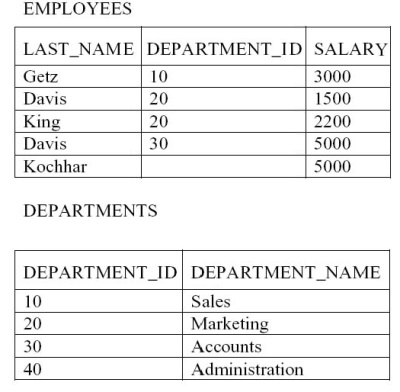 EMPLOYEES
LAST_NAME DEPARTMENT_ID SALARY
Getz 10 3000
Davis 20 1500
King 20 2200
Davis 30 5000
Kochhar 5000
DEPARTMENTS
DEPARTMENT_ID DEPARTMENT_NAME
10 Sales
20 Marketing
30 Accounts
40 Administration